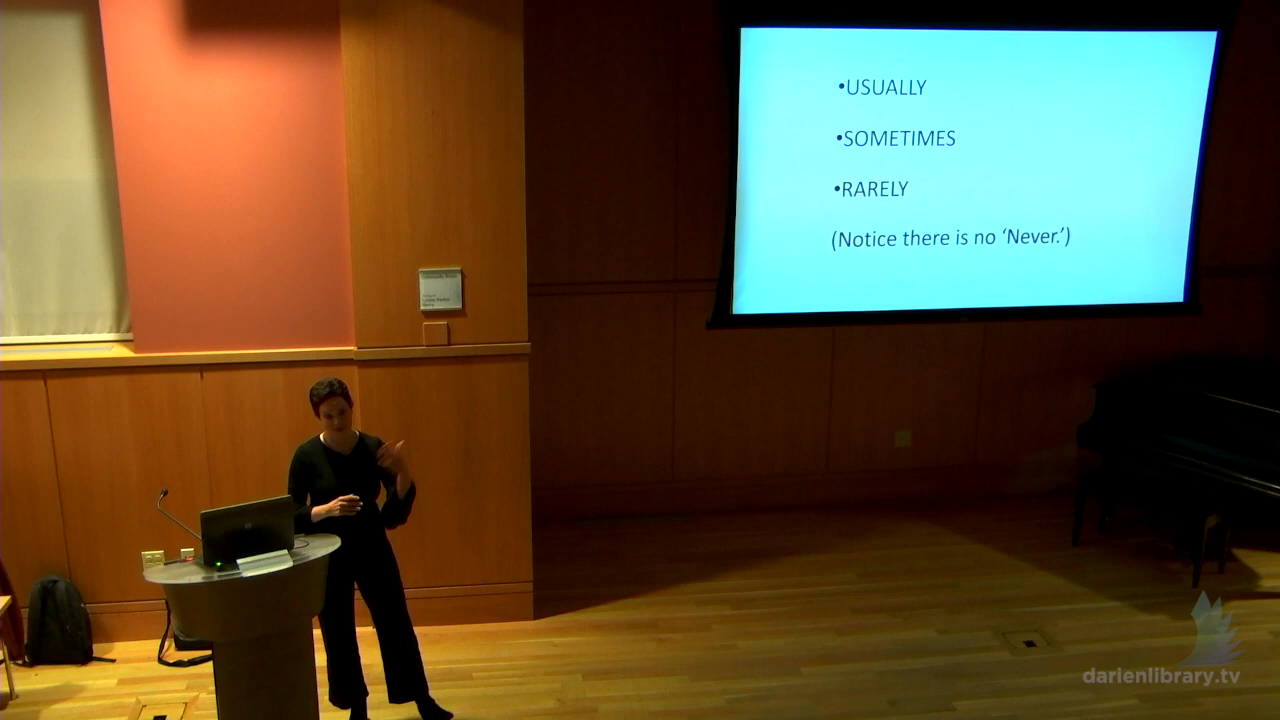 •USUALLY
•SOMETIMES
•RARELY
(Notice there is no ‘Never.’)
darienlibrary.tv